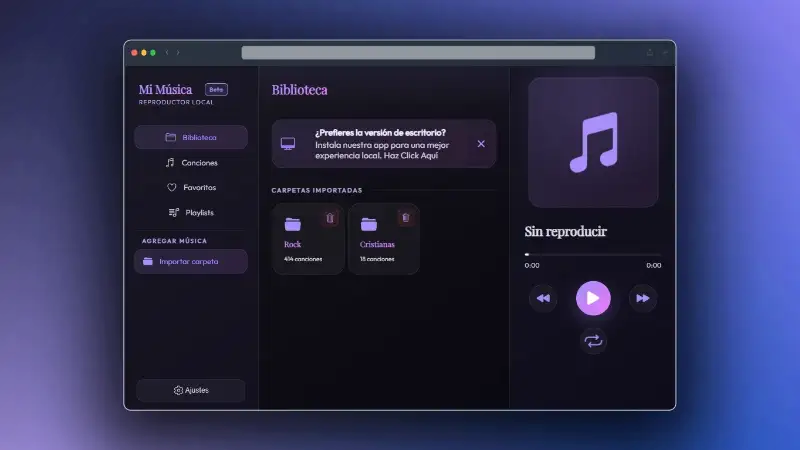 Mi Música
Beta
REPRODUCTOR LOCAL
Biblioteca
Canciones
Favoritos
Playlists
AGREGAR MÚSICA
Importar carpeta
Ajustes
Biblioteca
¿Prefieres la versión de escritorio?
Instala nuestra app para una mejor
experiencia local, Haz Click Aquí
CARPETAS IMPORTADAS
Rock
414 canciones
Cristianas
18 canciones
Sin reproducir
0:00
0:00